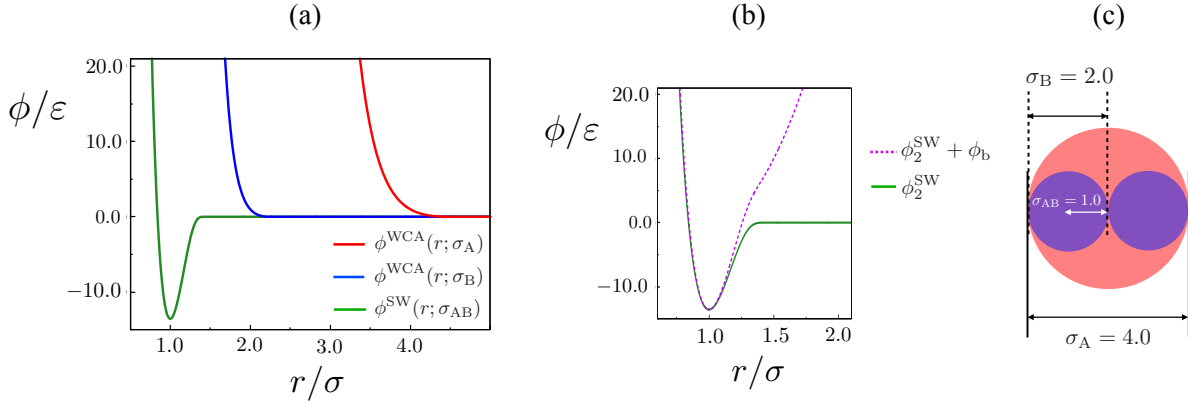 (a)
(b)
(c)
ϕ/ε
20.0
10.0
0.0
−10.0
1.0
2.0
3.0
4.0
r/σ
ϕ^WCA(r; σ_A)
ϕ^WCA(r; σ_B)
ϕ^SW(r; σ_AB)
ϕ/ε
20.0
10.0
0.0
−10.0
1.0
1.5
2.0
r/σ
ϕ_2^SW + ϕ_b
ϕ_2^SW
σ_B = 2.0
σ_AB = 1.0
σ_A = 4.0